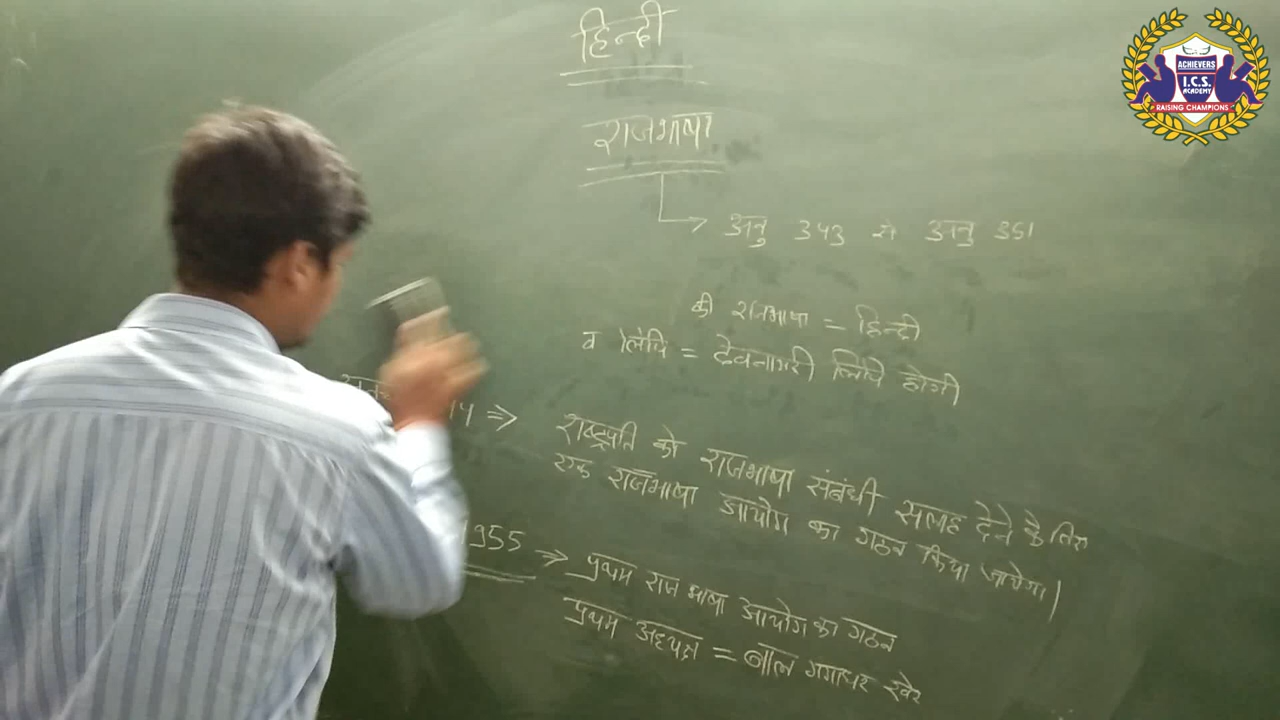 हिन्दी
राजभाषा
अनु 343 से अनु 351
की राजभाषा = हिन्दी
व लिपि = देवनागरी लिपि होगी
⇒ राष्ट्रपति को राजभाषा संबंधी सलाह देने के लिए
एक राजभाषा आयोग का गठन किया जायेगा।
1955 ⇒ प्रथम राज भाषा आयोग का गठन
प्रथम अध्यक्ष = बाल गंगाधर खेर
ACHIEVERS
I.C.S.
ACADEMY
RAISING CHAMPIONS